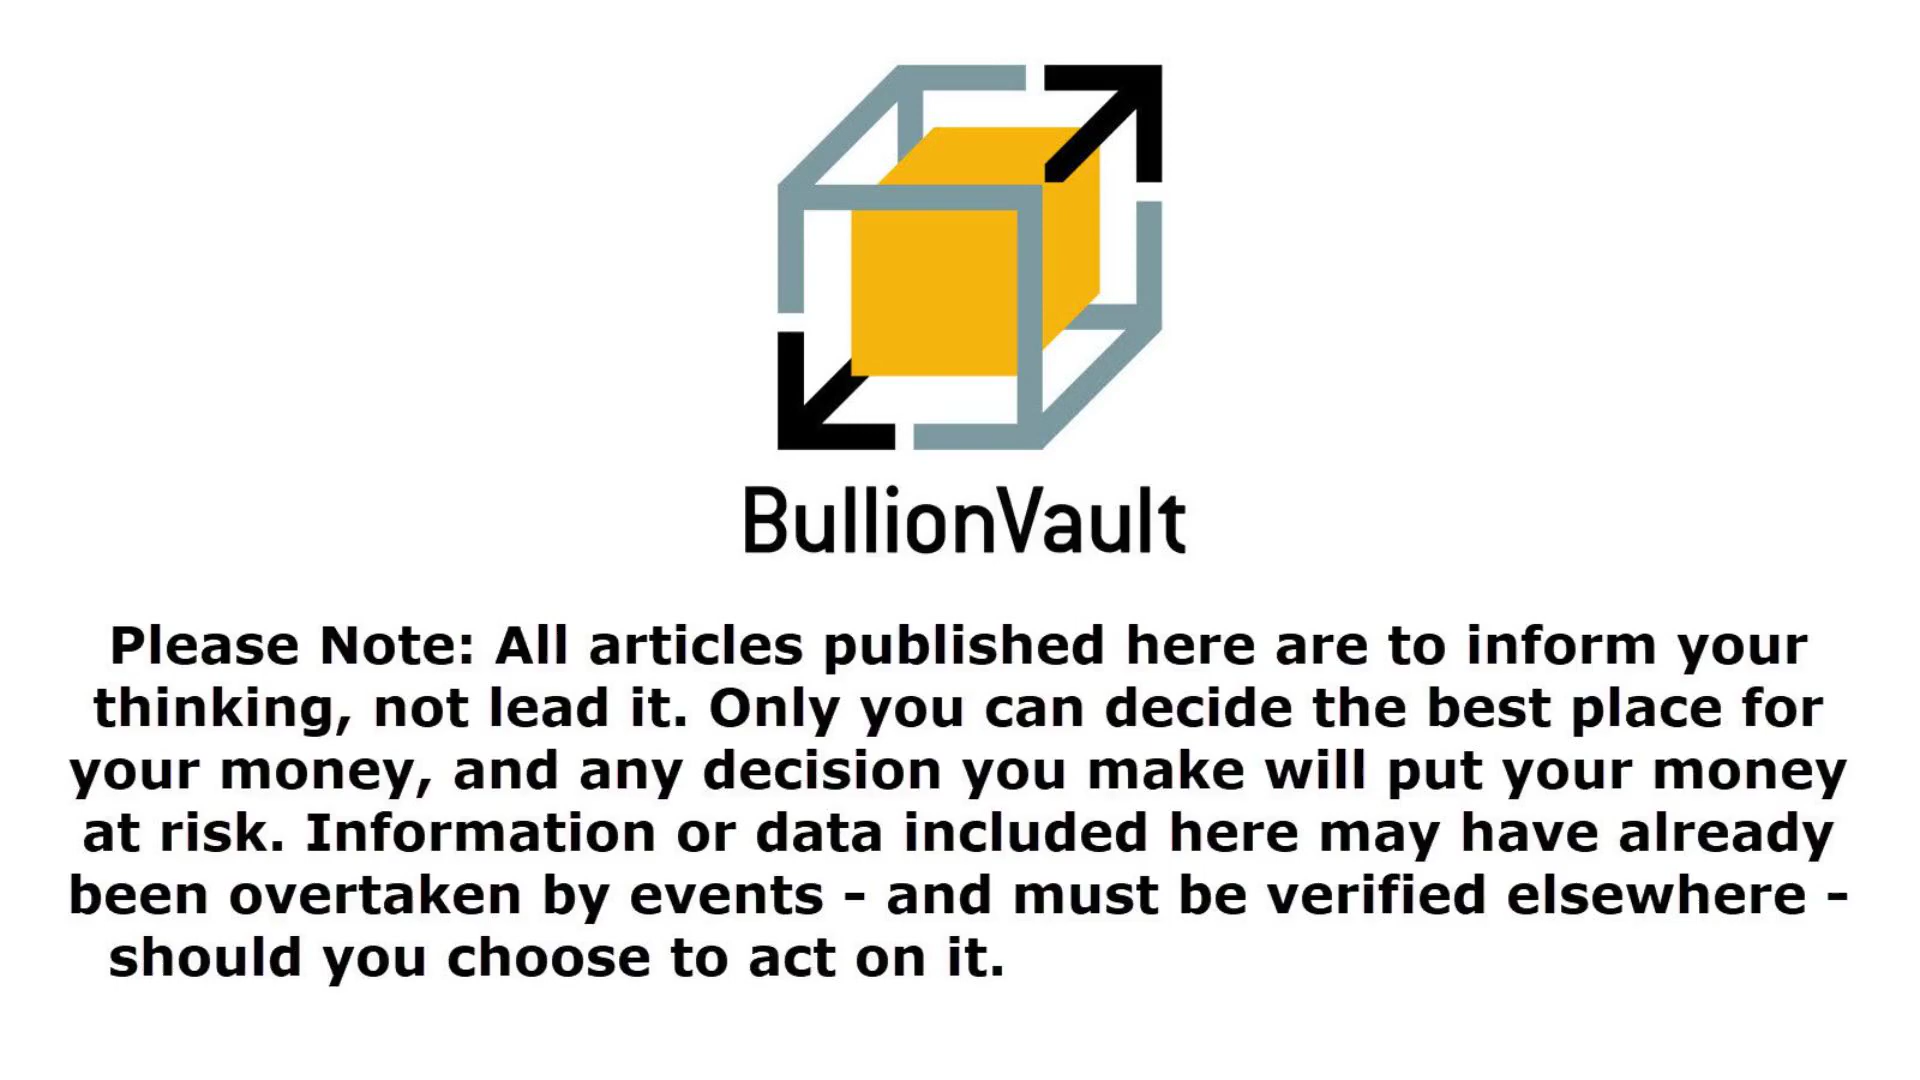 BullionVault
Please Note: All articles published here are to inform your
thinking, not lead it. Only you can decide the best place for
your money, and any decision you make will put your money
at risk. Information or data included here may have already
been overtaken by events - and must be verified elsewhere -
should you choose to act on it.